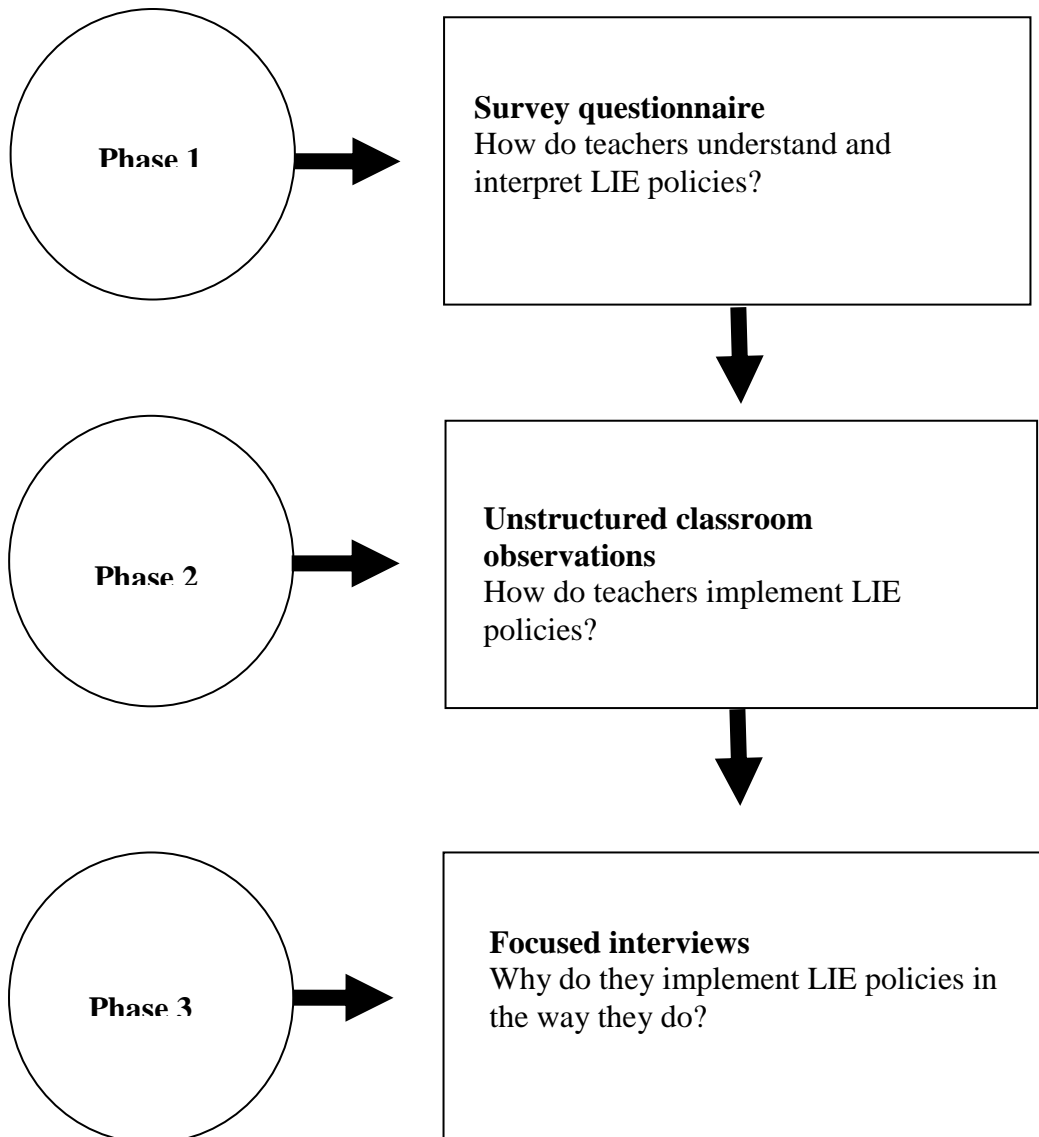 Phase 1
Survey questionnaire
How do teachers understand and
interpret LIE policies?
Phase 2
Unstructured classroom
observations
How do teachers implement LIE
policies?
Phase 3
Focused interviews
Why do they implement LIE policies in
the way they do?